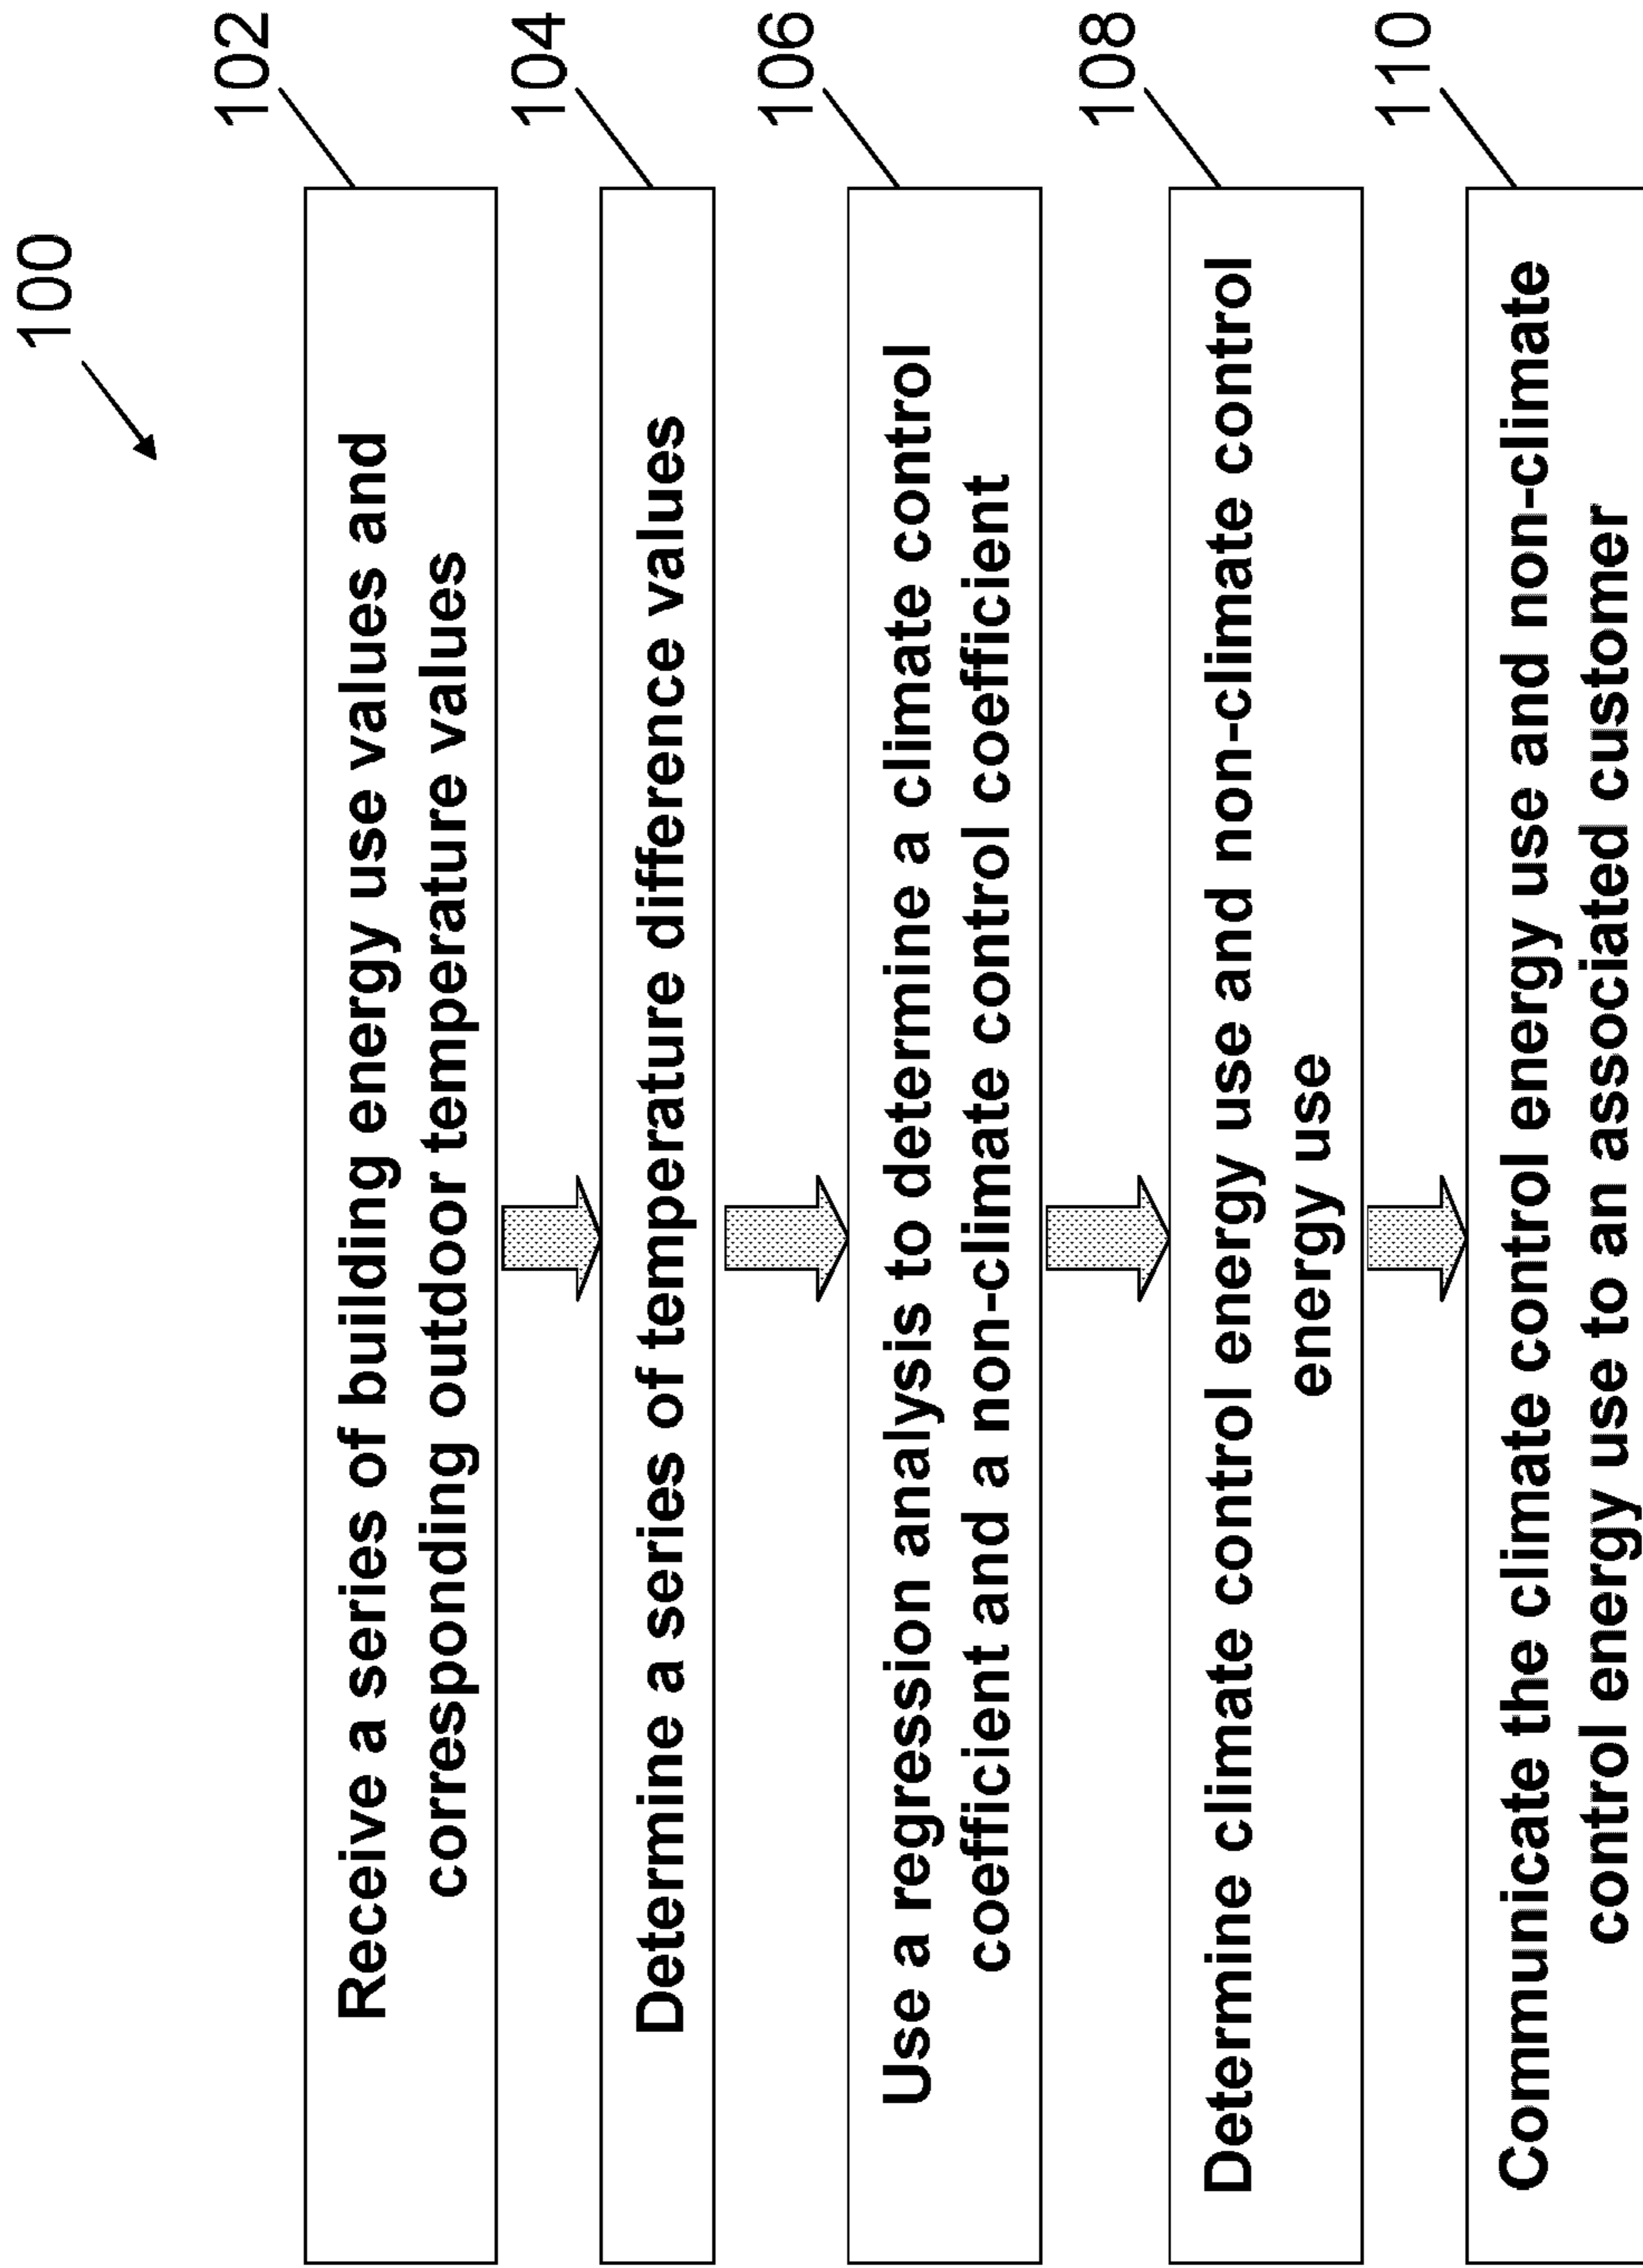 100
102
Receive a series of building energy use values and
corresponding outdoor temperature values
104
Determine a series of temperature difference values
106
Use a regression analysis to determine a climate control
coefficient and a non-climate control coefficient
108
Determine climate control energy use and non-climate control
energy use
110
Communicate the climate control energy use and non-climate
control energy use to an associated customer